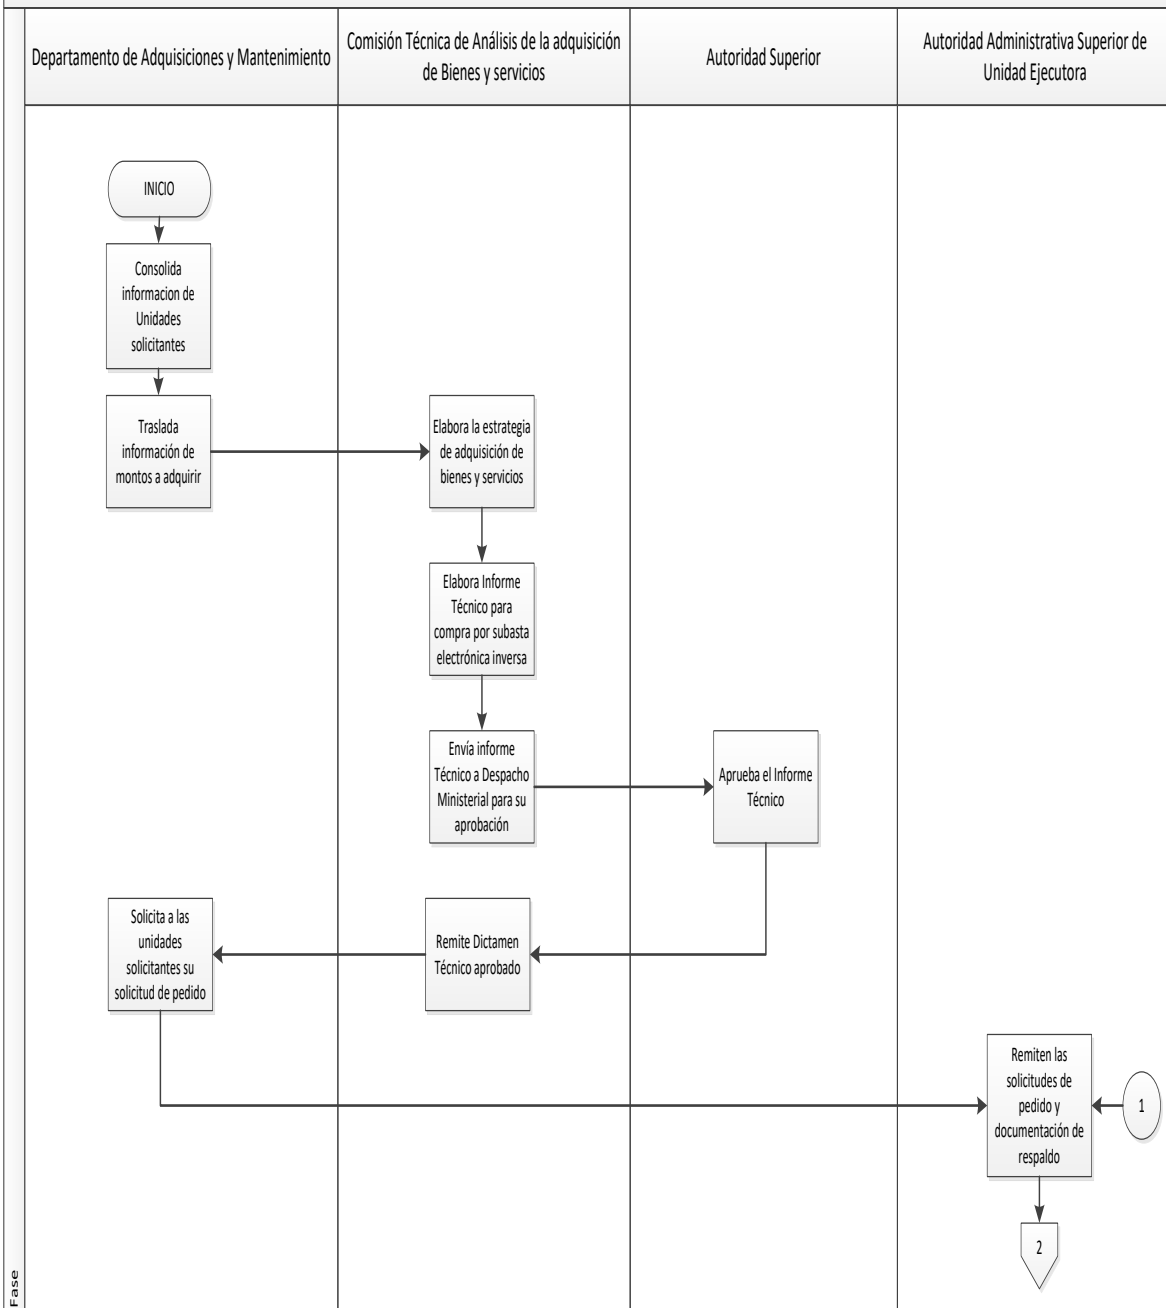 Departamento de Adquisiciones y Mantenimiento
Comisión Técnica de Análisis de la adquisición
de Bienes y servicios
Autoridad Superior
Autoridad Administrativa Superior de
Unidad Ejecutora
INICIO
Consolida
informacion de
Unidades
solicitantes
Traslada
información de
montos a adquirir
Elabora la estrategia
de adquisición de
bienes y servicios
Elabora Informe
Técnico para
compra por subasta
electrónica inversa
Envía informe
Técnico a Despacho
Ministerial para su
aprobación
Aprueba el Informe
Técnico
Remite Dictamen
Técnico aprobado
Solicita a las
unidades
solicitantes su
solicitud de pedido
Remiten las
solicitudes de
pedido y
documentación de
respaldo
1
2
Fase